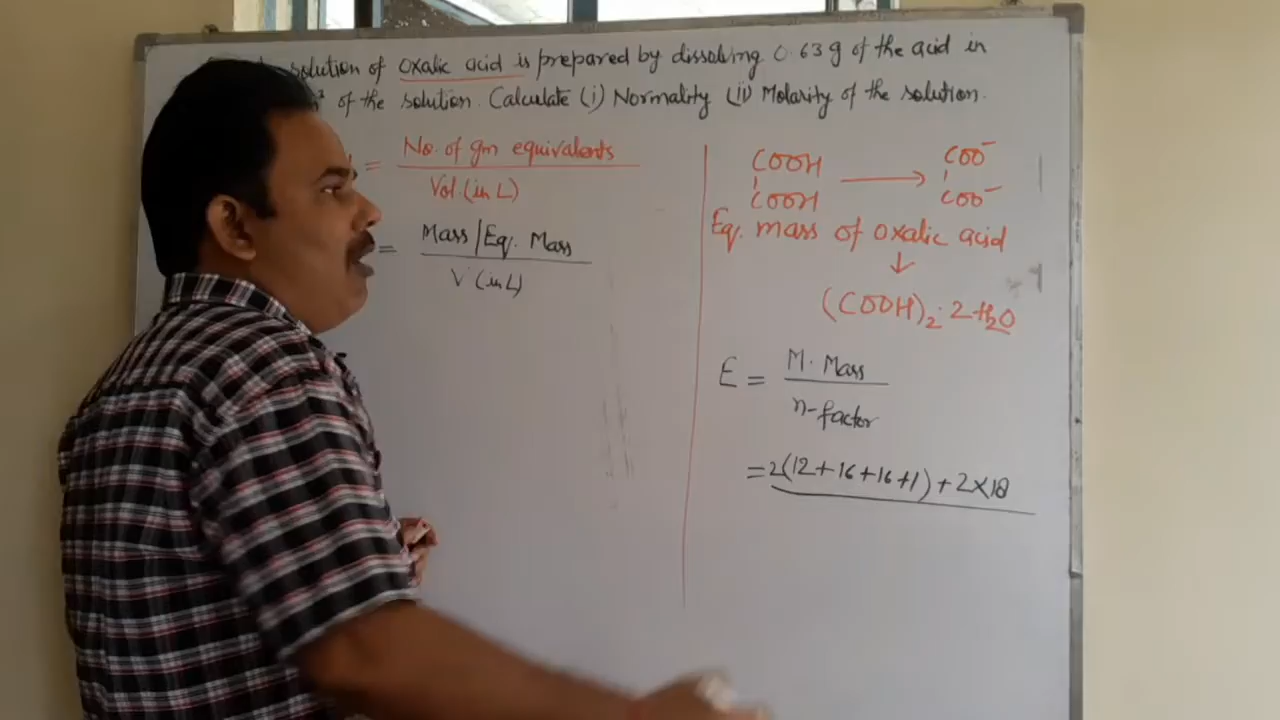 solution of oxalic acid is prepared by dissolving 0.63 g of the acid in
of the solution. Calculate (i) Normality (ii) Molarity of the solution.
= No. of gm equivalents
Vol. (in L)
= Mass/Eq. Mass
V (in L)
COOH → COO⁻
COOH COO⁻
Eq. mass of oxalic acid
↓
(COOH)₂·2H₂O
E = M. Mass
n-factor
= 2(12+16+16+1) + 2×18